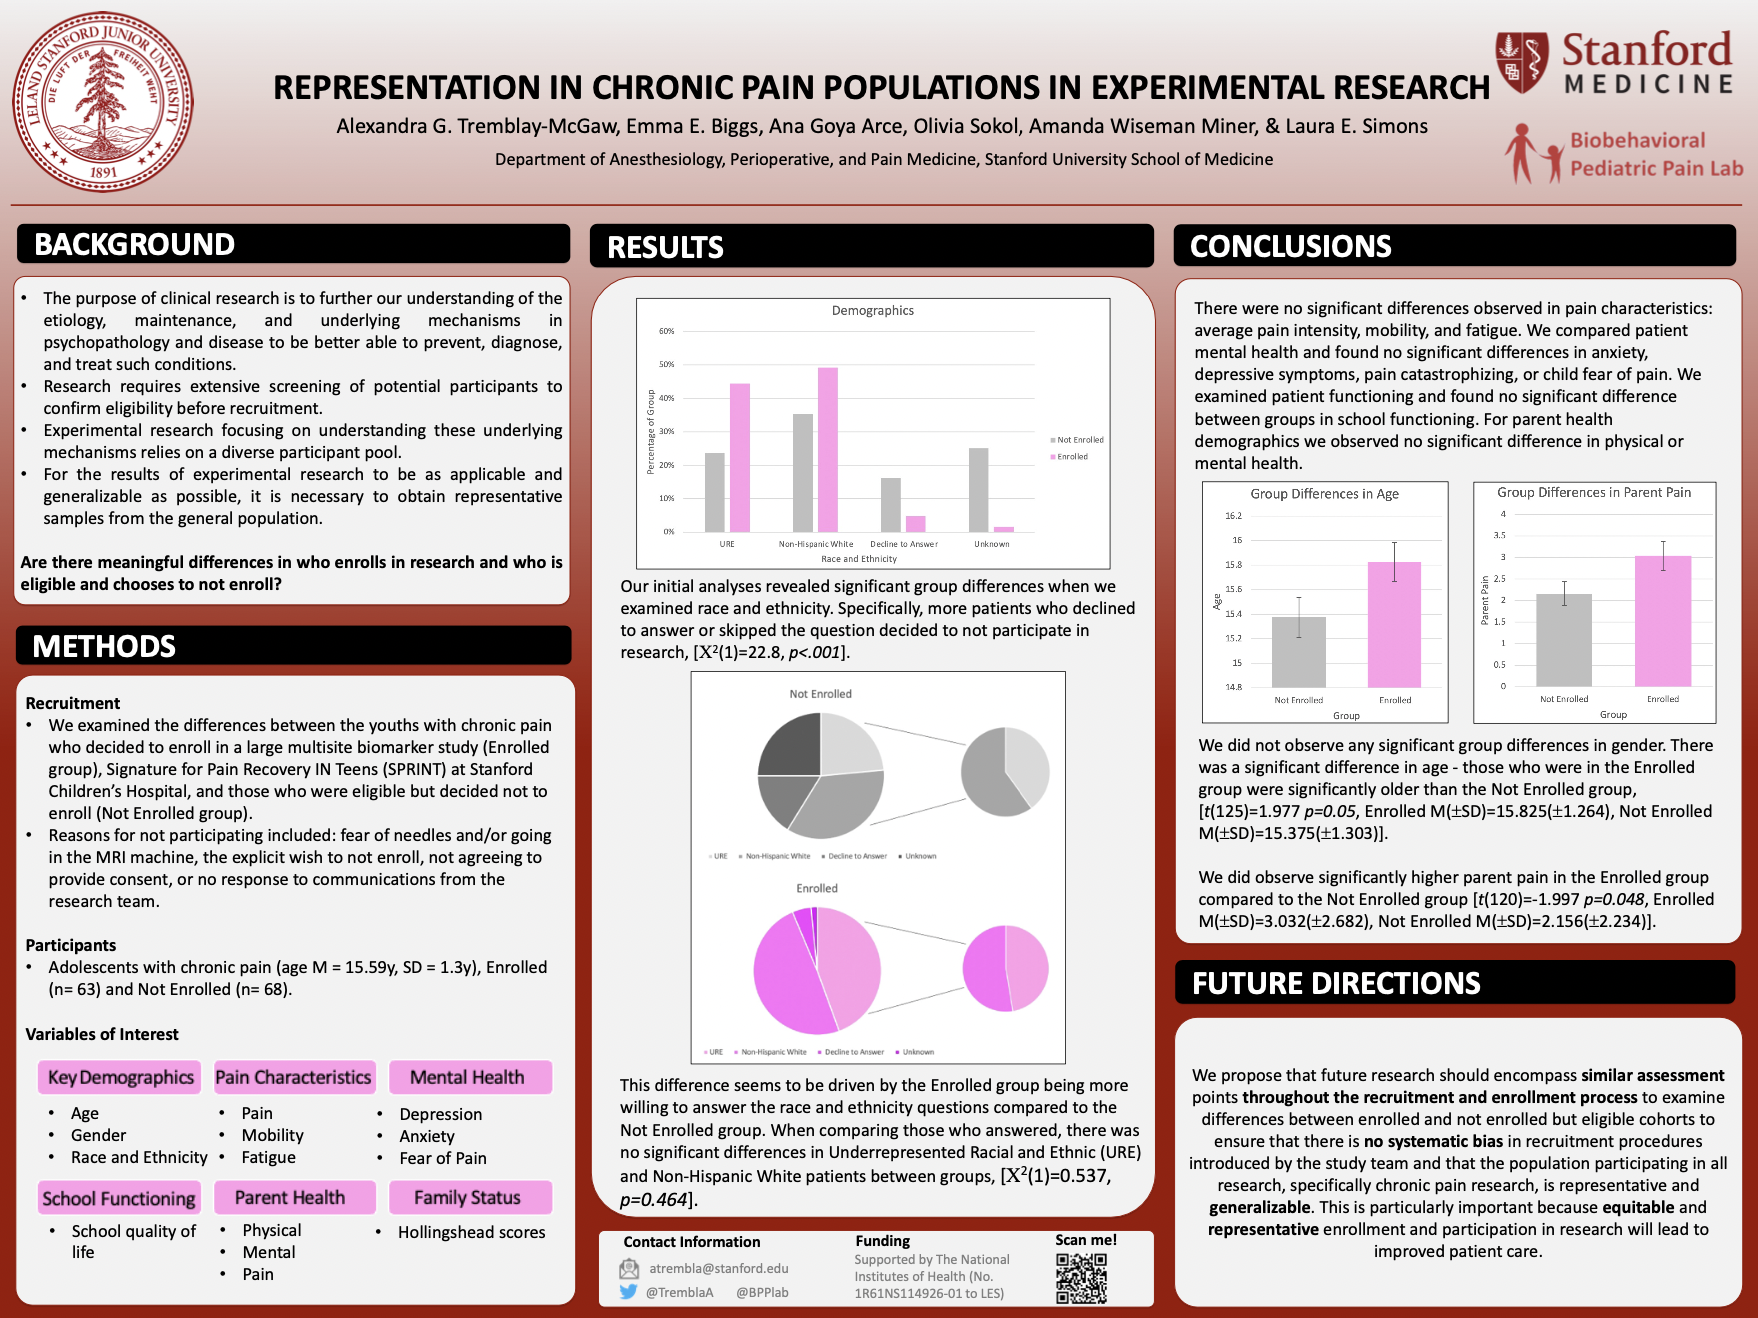 LELAND STANFORD JUNIOR UNIVERSITY
DIE LUFT DER FREIHEIT WEHT
1891
REPRESENTATION IN CHRONIC PAIN POPULATIONS IN EXPERIMENTAL RESEARCH
Alexandra G. Tremblay-McGaw, Emma E. Biggs, Ana Goya Arce, Olivia Sokol, Amanda Wiseman Miner, & Laura E. Simons
Department of Anesthesiology, Perioperative, and Pain Medicine, Stanford University School of Medicine
Stanford
MEDICINE
Biobehavioral
Pediatric Pain Lab
BACKGROUND
• The purpose of clinical research is to further our understanding of the
etiology, maintenance, and underlying mechanisms in
psychopathology and disease to be better able to prevent, diagnose,
and treat such conditions.
• Research requires extensive screening of potential participants to
confirm eligibility before recruitment.
• Experimental research focusing on understanding these underlying
mechanisms relies on a diverse participant pool.
• For the results of experimental research to be as applicable and
generalizable as possible, it is necessary to obtain representative
samples from the general population.
Are there meaningful differences in who enrolls in research and who is
eligible and chooses to not enroll?
METHODS
Recruitment
• We examined the differences between the youths with chronic pain
who decided to enroll in a large multisite biomarker study (Enrolled
group), Signature for Pain Recovery IN Teens (SPRINT) at Stanford
Children's Hospital, and those who were eligible but decided not to
enroll (Not Enrolled group).
• Reasons for not participating included: fear of needles and/or going
in the MRI machine, the explicit wish to not enroll, not agreeing to
provide consent, or no response to communications from the
research team.
Participants
• Adolescents with chronic pain (age M = 15.59y, SD = 1.3y), Enrolled
(n= 63) and Not Enrolled (n= 68).
Variables of Interest
Key Demographics
• Age
• Gender
• Race and Ethnicity
Pain Characteristics
• Pain
• Mobility
• Fatigue
Mental Health
• Depression
• Anxiety
• Fear of Pain
School Functioning
• School quality of
life
Parent Health
• Physical
• Mental
• Pain
Family Status
• Hollingshead scores
RESULTS
Demographics
60%
50%
40%
30%
20%
10%
0%
Percentage of Group
URE
Non-Hispanic White
Decline to Answer
Unknown
Race and Ethnicity
Not Enrolled
Enrolled
Our initial analyses revealed significant group differences when we
examined race and ethnicity. Specifically, more patients who declined
to answer or skipped the question decided to not participate in
research, [X²(1)=22.8, p<.001].
Not Enrolled
URE Non-Hispanic White Decline to Answer Unknown
Enrolled
URE Non-Hispanic White Decline to Answer Unknown
This difference seems to be driven by the Enrolled group being more
willing to answer the race and ethnicity questions compared to the
Not Enrolled group. When comparing those who answered, there was
no significant differences in Underrepresented Racial and Ethnic (URE)
and Non-Hispanic White patients between groups, [X²(1)=0.537,
p=0.464].
Contact Information
atrembla@stanford.edu
@TremblaA @BPPlab
Funding
Supported by The National
Institutes of Health (No.
1R61NS114926-01 to LES)
Scan me!
CONCLUSIONS
There were no significant differences observed in pain characteristics:
average pain intensity, mobility, and fatigue. We compared patient
mental health and found no significant differences in anxiety,
depressive symptoms, pain catastrophizing, or child fear of pain. We
examined patient functioning and found no significant difference
between groups in school functioning. For parent health
demographics we observed no significant difference in physical or
mental health.
Group Differences in Age
16.2
16
15.8
15.6
15.4
15.2
15
14.8
Age
Not Enrolled
Enrolled
Group
Group Differences in Parent Pain
4
3.5
3
2.5
2
1.5
1
0.5
0
Parent Pain
Not Enrolled
Enrolled
Group
We did not observe any significant group differences in gender. There
was a significant difference in age - those who were in the Enrolled
group were significantly older than the Not Enrolled group,
[t(125)=1.977 p=0.05, Enrolled M(±SD)=15.825(±1.264), Not Enrolled
M(±SD)=15.375(±1.303)].
We did observe significantly higher parent pain in the Enrolled group
compared to the Not Enrolled group [t(120)=-1.997 p=0.048, Enrolled
M(±SD)=3.032(±2.682), Not Enrolled M(±SD)=2.156(±2.234)].
FUTURE DIRECTIONS
We propose that future research should encompass similar assessment
points throughout the recruitment and enrollment process to examine
differences between enrolled and not enrolled but eligible cohorts to
ensure that there is no systematic bias in recruitment procedures
introduced by the study team and that the population participating in all
research, specifically chronic pain research, is representative and
generalizable. This is particularly important because equitable and
representative enrollment and participation in research will lead to
improved patient care.